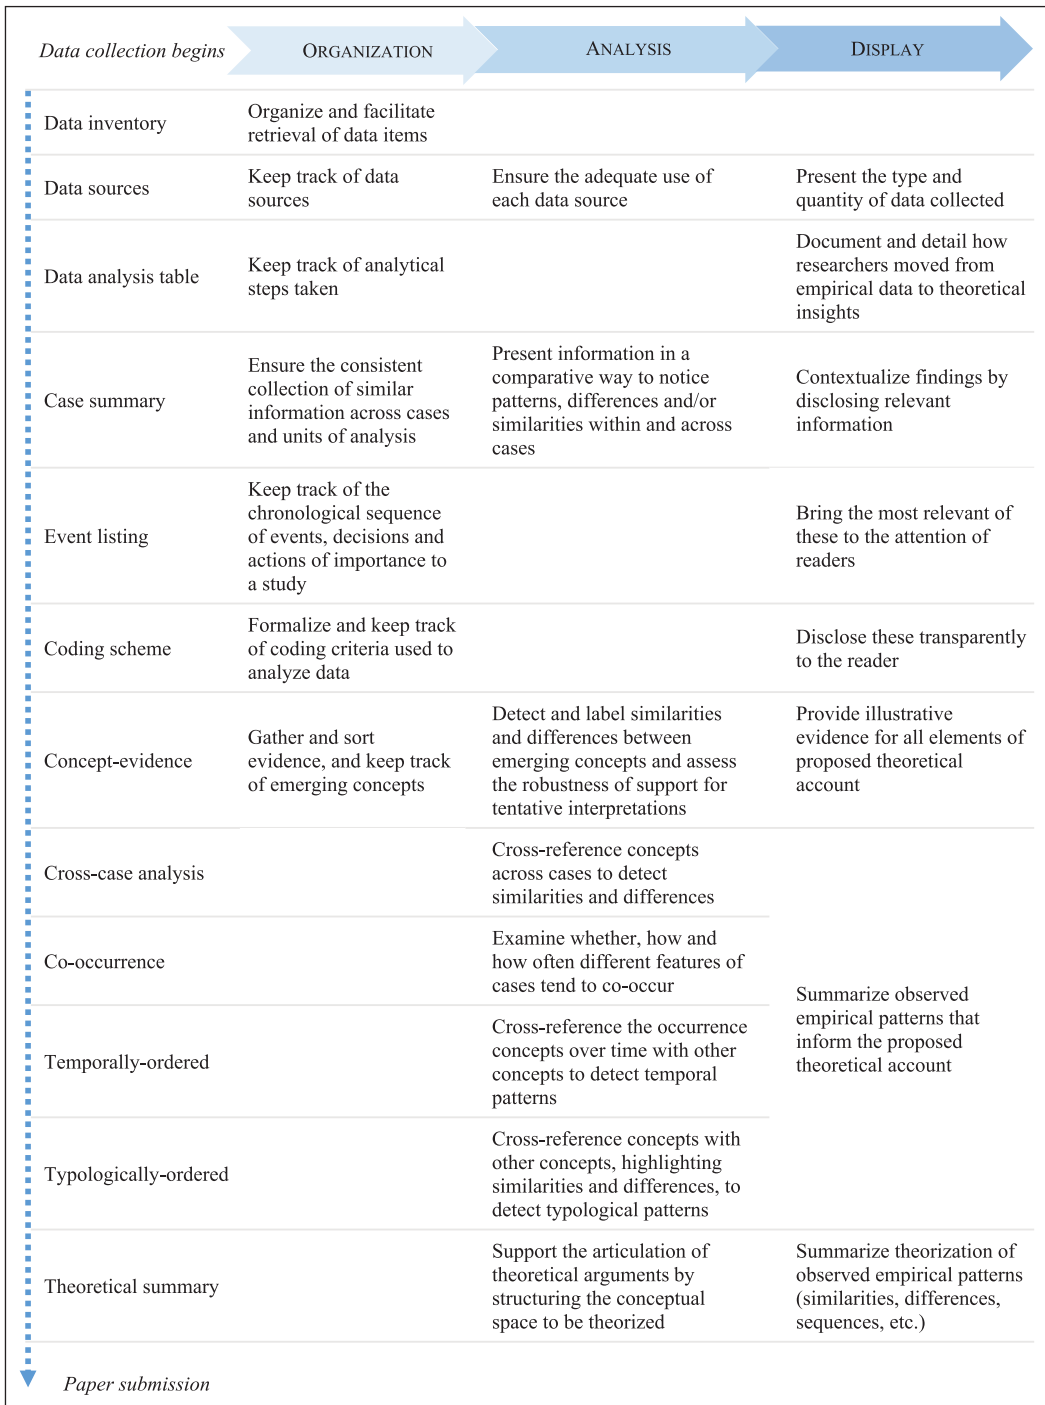 Data collection begins
ORGANIZATION
ANALYSIS
DISPLAY
Data inventory
Organize and facilitate
retrieval of data items
Data sources
Keep track of data
sources
Ensure the adequate use of
each data source
Present the type and
quantity of data collected
Data analysis table
Keep track of analytical
steps taken
Document and detail how
researchers moved from
empirical data to theoretical
insights
Case summary
Ensure the consistent
collection of similar
information across cases
and units of analysis
Present information in a
comparative way to notice
patterns, differences and/or
similarities within and across
cases
Contextualize findings by
disclosing relevant
information
Event listing
Keep track of the
chronological sequence
of events, decisions and
actions of importance to
a study
Bring the most relevant of
these to the attention of
readers
Coding scheme
Formalize and keep track
of coding criteria used to
analyze data
Disclose these transparently
to the reader
Concept-evidence
Gather and sort
evidence, and keep track
of emerging concepts
Detect and label similarities
and differences between
emerging concepts and assess
the robustness of support for
tentative interpretations
Provide illustrative
evidence for all elements of
proposed theoretical
account
Cross-case analysis
Cross-reference concepts
across cases to detect
similarities and differences
Co-occurrence
Examine whether, how and
how often different features of
cases tend to co-occur
Temporally-ordered
Cross-reference the occurrence
concepts over time with other
concepts to detect temporal
patterns
Typologically-ordered
Cross-reference concepts with
other concepts, highlighting
similarities and differences, to
detect typological patterns
Summarize observed
empirical patterns that
inform the proposed
theoretical account
Theoretical summary
Support the articulation of
theoretical arguments by
structuring the conceptual
space to be theorized
Summarize theorization of
observed empirical patterns
(similarities, differences,
sequences, etc.)
Paper submission